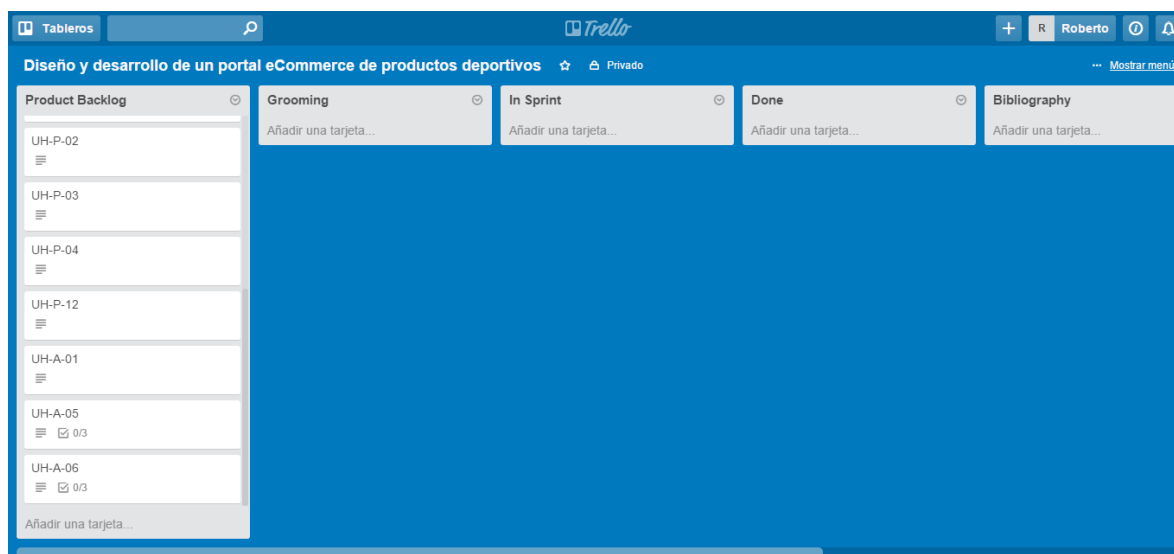 Tableros
Trello
+ R Roberto
Diseño y desarrollo de un portal eCommerce de productos deportivos Privado ... Mostrar menú
Product Backlog
UH-P-02
UH-P-03
UH-P-04
UH-P-12
UH-A-01
UH-A-05
0/3
UH-A-06
0/3
Añadir una tarjeta...
Grooming
Añadir una tarjeta...
In Sprint
Añadir una tarjeta...
Done
Añadir una tarjeta...
Bibliography
Añadir una tarjeta...